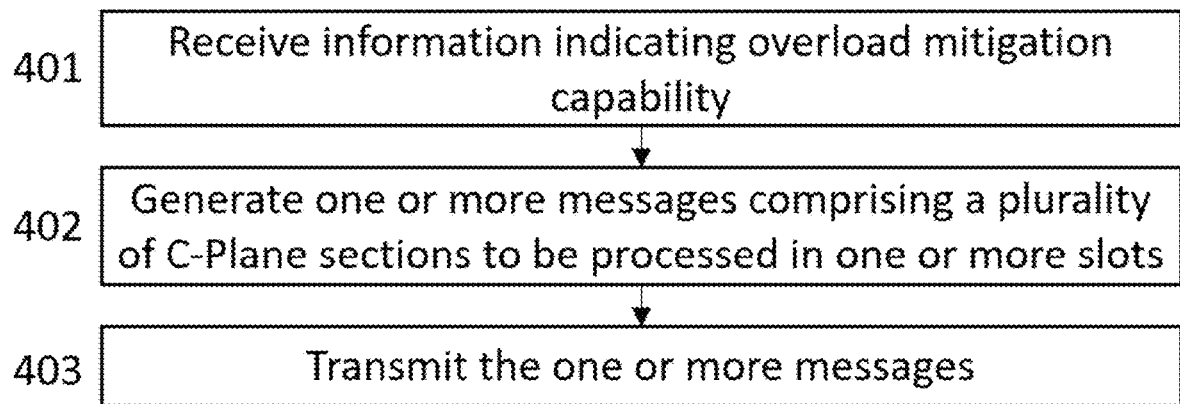 401
Receive information indicating overload mitigation
capability
402
Generate one or more messages comprising a plurality
of C-Plane sections to be processed in one or more slots
403
Transmit the one or more messages